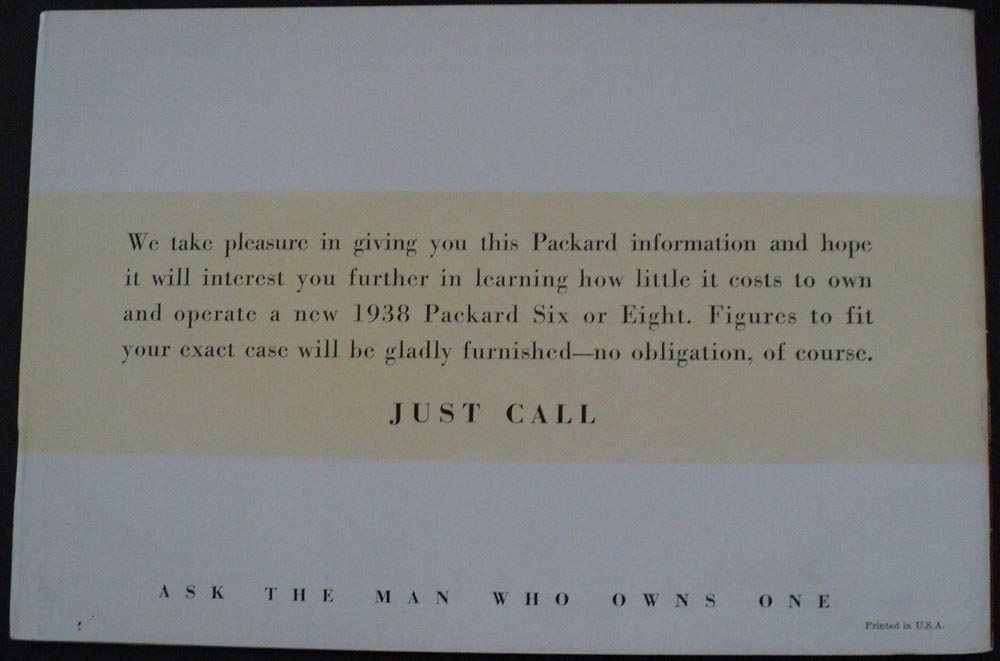 We take pleasure in giving you this Packard information and hope
it will interest you further in learning how little it costs to own
and operate a new 1938 Packard Six or Eight. Figures to fit
your exact case will be gladly furnished—no obligation, of course.
JUST CALL
ASK THE MAN WHO OWNS ONE
Printed in U.S.A.